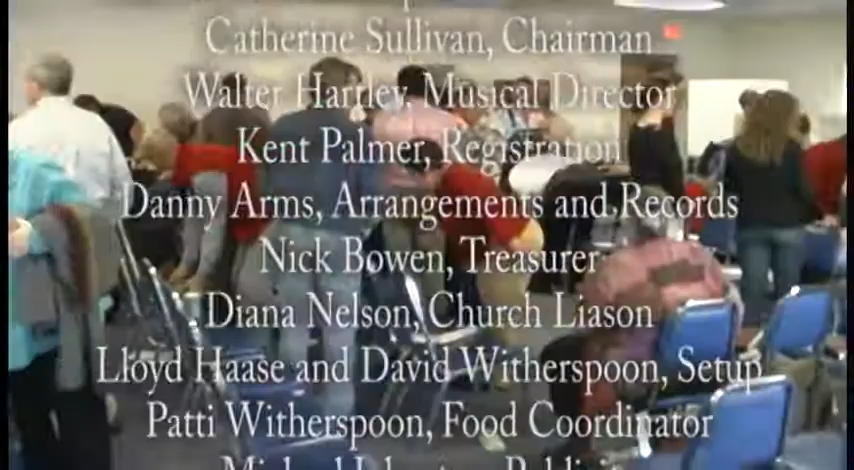 Catherine Sullivan, Chairman
Walter Hartley, Musical Director
Kent Palmer, Registration
Danny Arms, Arrangements and Records
Nick Bowen, Treasurer
Diana Nelson, Church Liason
Lloyd Haase and David Witherspoon, Setup
Patti Witherspoon, Food Coordinator